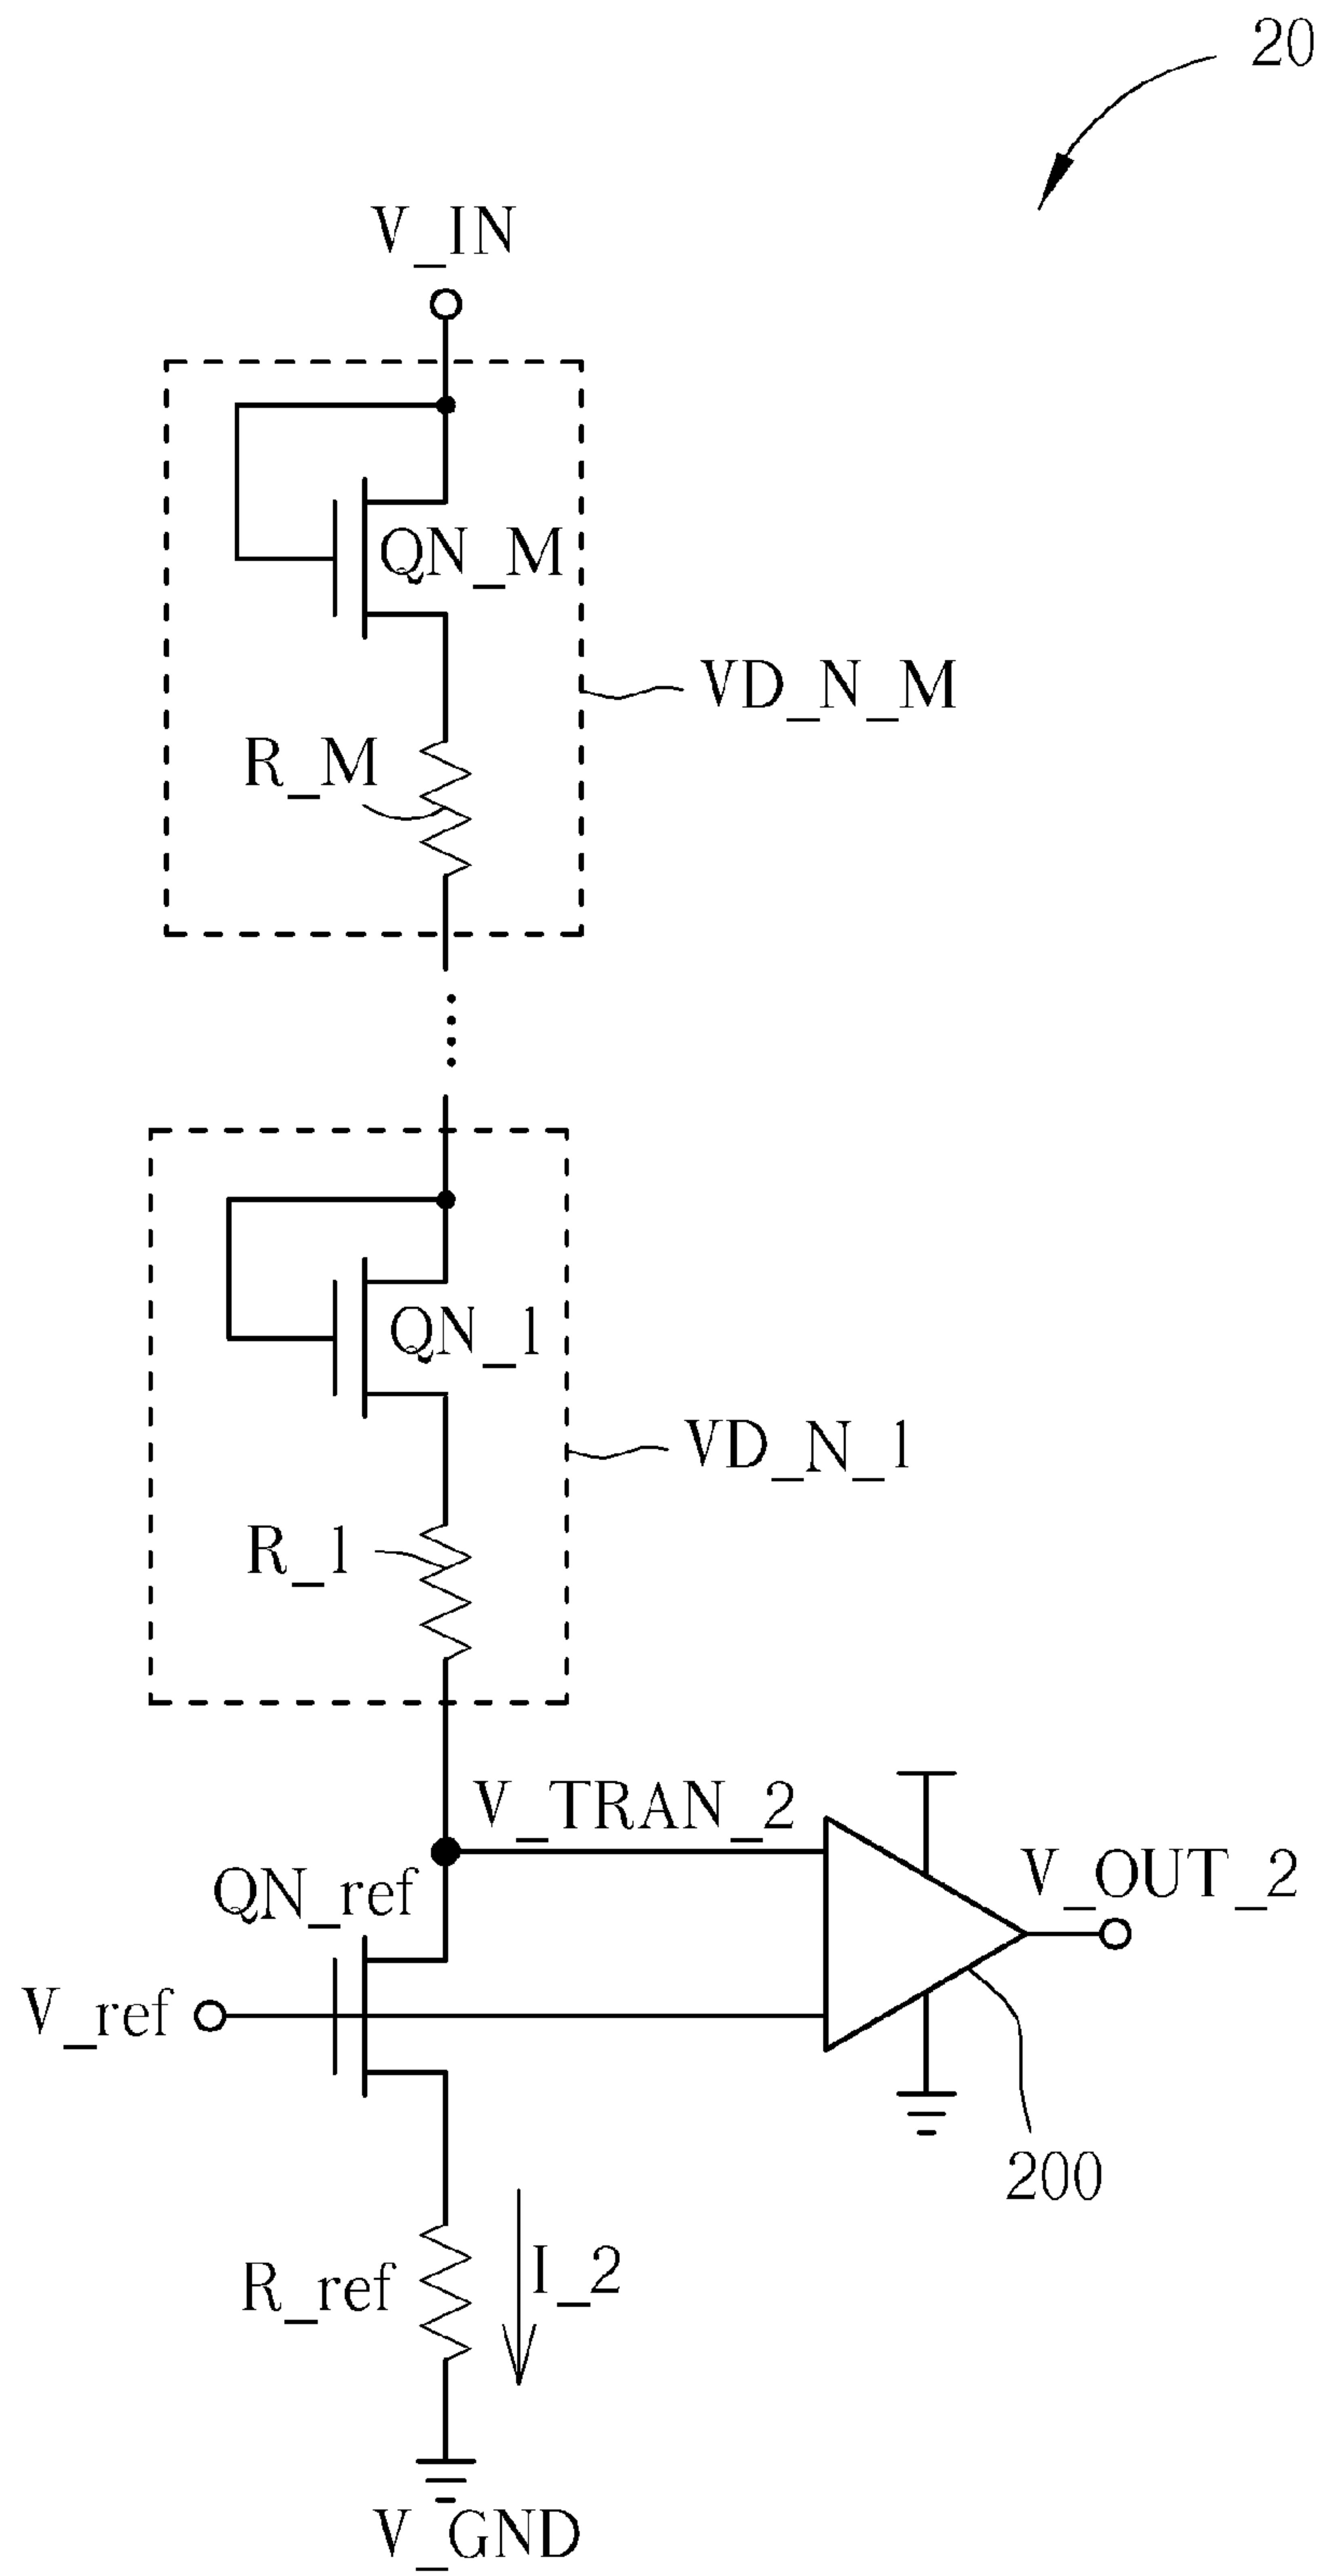 20
V_IN
QN_M
VD_N_M
R_M
QN_1
VD_N_1
R_1
V_TRAN_2
V_OUT_2
QN_ref
V_ref
200
I_2
R_ref
V_GND